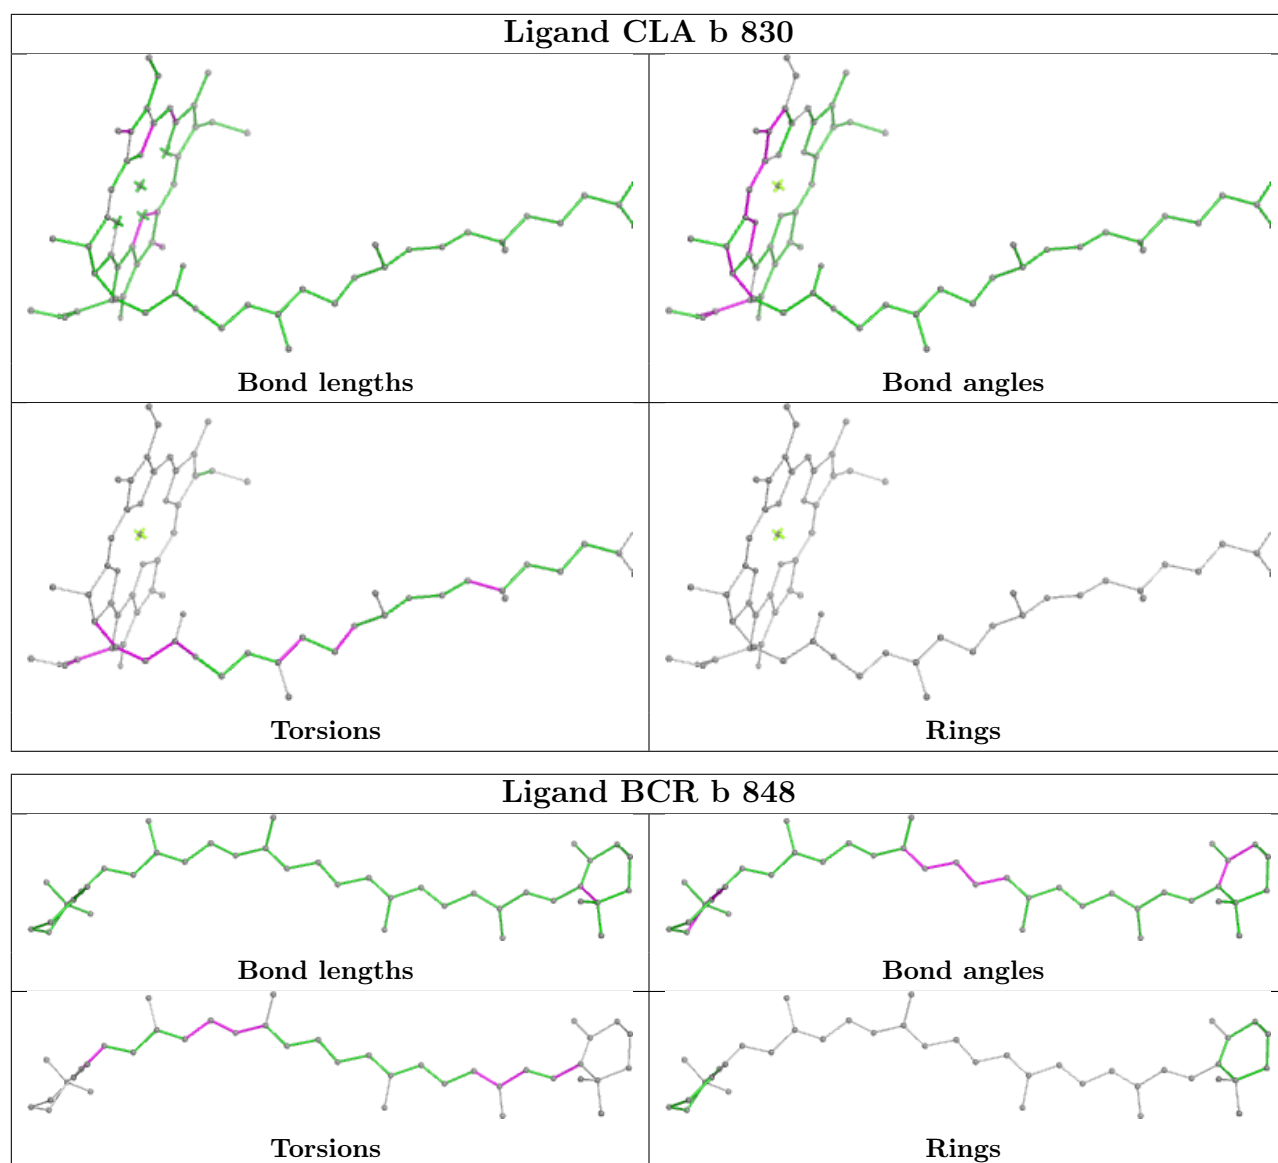 Ligand CLA b 830
Bond lengths
Bond angles
Torsions
Rings
Ligand BCR b 848
Bond lengths
Bond angles
Torsions
Rings